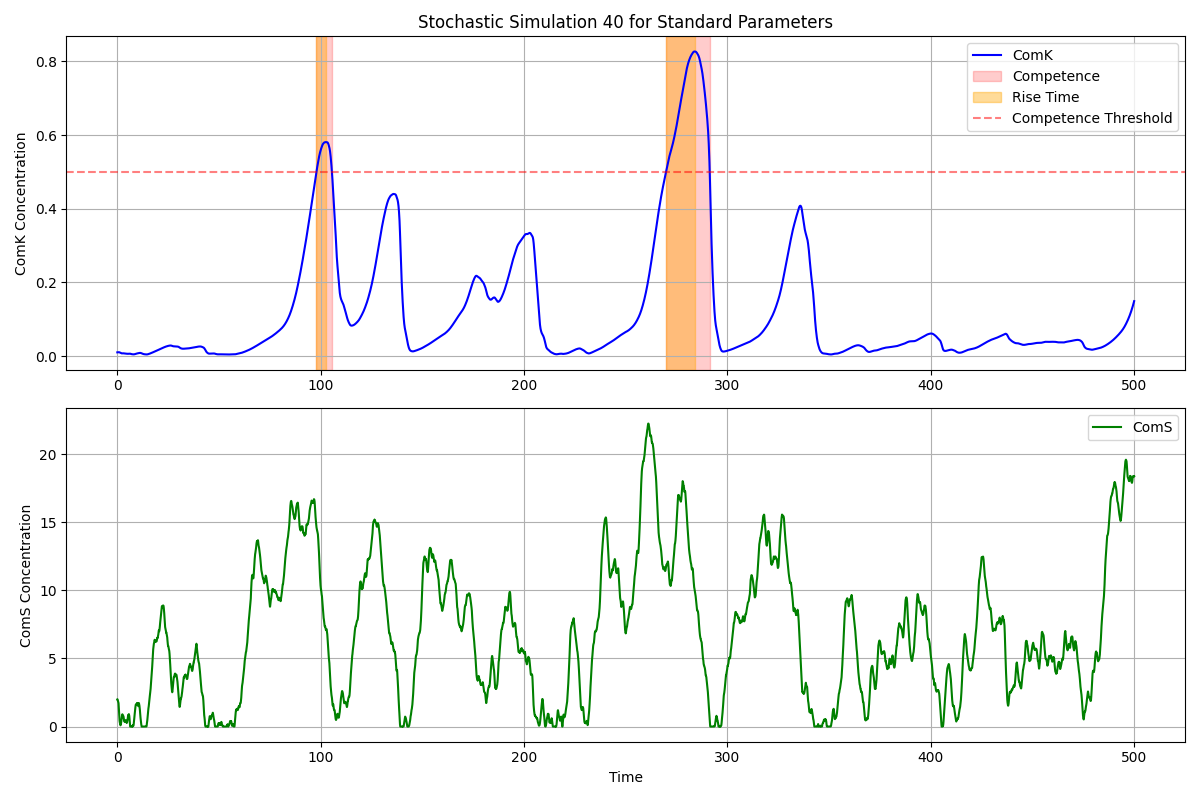 Stochastic Simulation 40 for Standard Parameters
ComK Concentration
0.8
0.6
0.4
0.2
0.0
ComK
Competence
Rise Time
Competence Threshold
0 100 200 300 400 500
ComS Concentration
20
15
10
5
0
ComS
0 100 200 300 400 500
Time